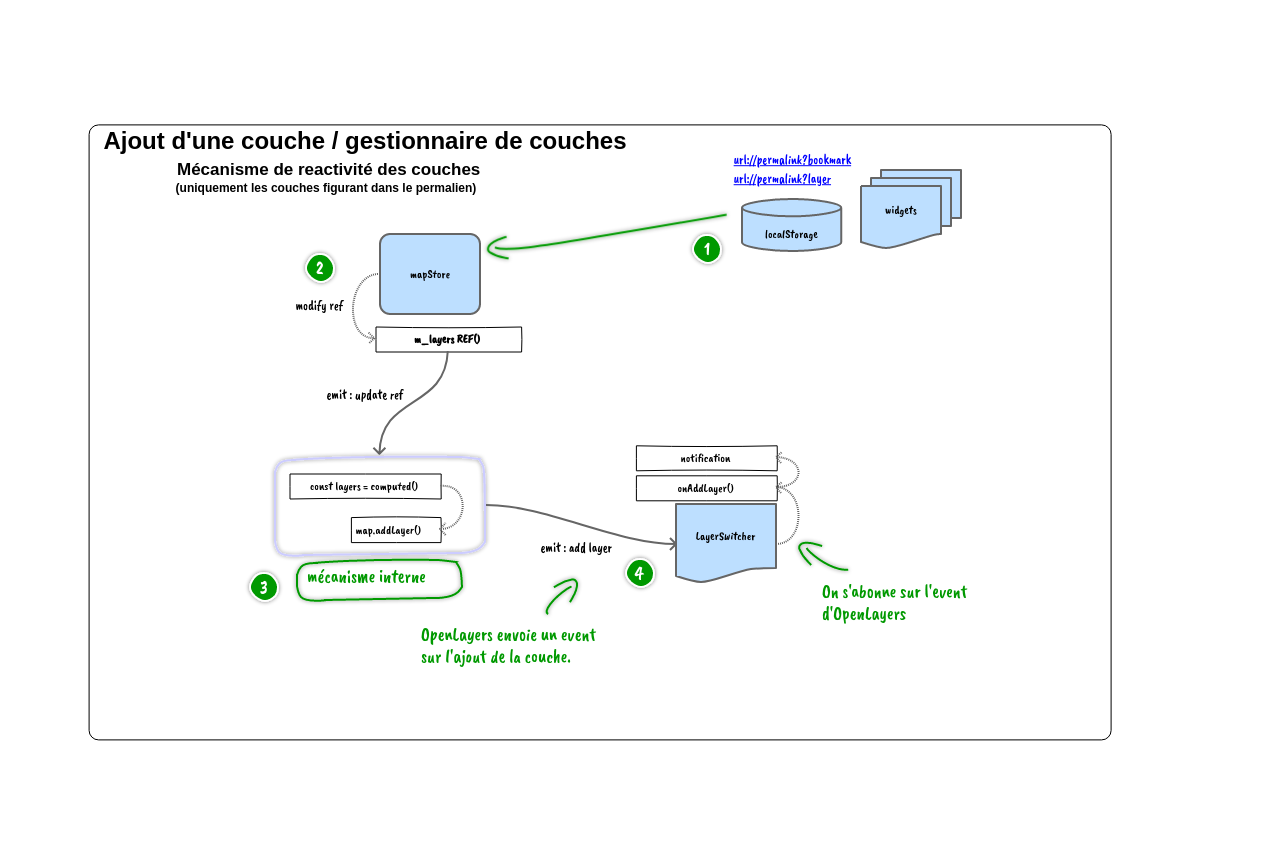 Ajout d'une couche / gestionnaire de couches
Mécanisme de reactivité des couches
(uniquement les couches figurant dans le permalien)
url://permalink?bookmark
url://permalink?layer
widgets
localStorage
1
2
mapStore
modify ref
m_layers REF()
emit : update ref
const layers = computed()
map.addLayer()
3
mécanisme interne
notification
onAddLayer()
LayerSwitcher
emit : add layer
4
OpenLayers envoie un event
sur l'ajout de la couche.
On s'abonne sur l'event
d'OpenLayers